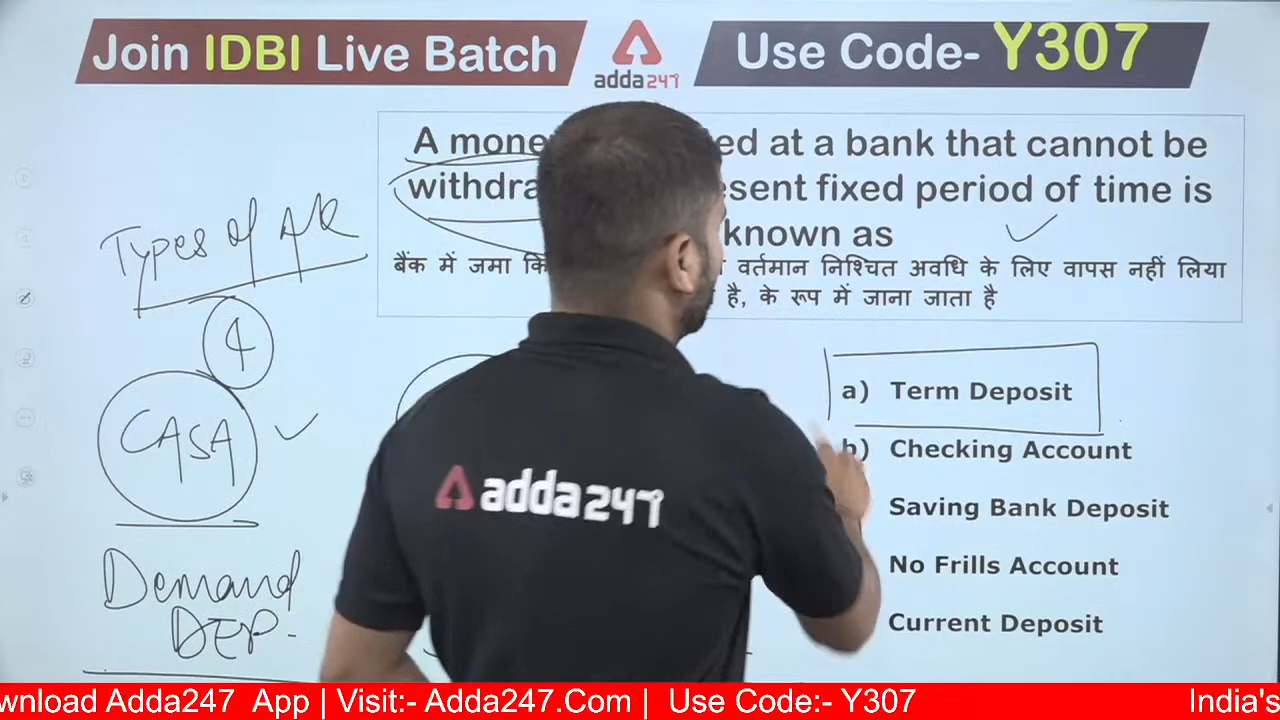 Join IDBI Live Batch
adda247
Use Code- Y307
A mone ed at a bank that cannot be
withdra esent fixed period of time is
known as
बैंक में जमा कि वर्तमान निश्चित अवधि के लिए वापस नहीं लिया
है, के रूप में जाना जाता है
Types of A/c
4
CASA
Demand
DEP-
a) Term Deposit
b) Checking Account
Saving Bank Deposit
No Frills Account
Current Deposit
adda247
wnload Adda247 App | Visit:- Adda247.Com | Use Code:- Y307 India's